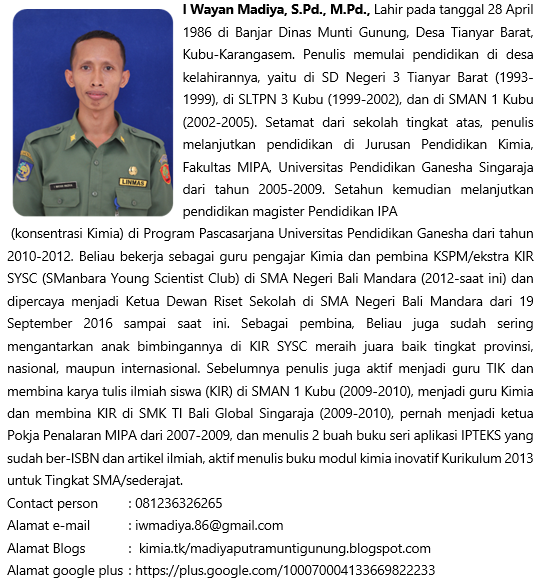 I Wayan Madiya, S.Pd., M.Pd., Lahir pada tanggal 28 April
1986 di Banjar Dinas Munti Gunung, Desa Tianyar Barat,
Kubu-Karangasem. Penulis memulai pendidikan di desa
kelahirannya, yaitu di SD Negeri 3 Tianyar Barat (1993-
1999), di SLTPN 3 Kubu (1999-2002), dan di SMAN 1 Kubu
(2002-2005). Setamat dari sekolah tingkat atas, penulis
melanjutkan pendidikan di Jurusan Pendidikan Kimia,
Fakultas MIPA, Universitas Pendidikan Ganesha Singaraja
dari tahun 2005-2009. Setahun kemudian melanjutkan
pendidikan magister Pendidikan IPA
(konsentrasi Kimia) di Program Pascasarjana Universitas Pendidikan Ganesha dari tahun
2010-2012. Beliau bekerja sebagai guru pengajar Kimia dan pembina KSPM/ekstra KIR
SYSC (SManbara Young Scientist Club) di SMA Negeri Bali Mandara (2012-saat ini) dan
dipercaya menjadi Ketua Dewan Riset Sekolah di SMA Negeri Bali Mandara dari 19
September 2016 sampai saat ini. Sebagai pembina, Beliau juga sudah sering
mengantarkan anak bimbingannya di KIR SYSC meraih juara baik tingkat provinsi,
nasional, maupun internasional. Sebelumnya penulis juga aktif menjadi guru TIK dan
membina karya tulis ilmiah siswa (KIR) di SMAN 1 Kubu (2009-2010), menjadi guru Kimia
dan membina KIR di SMK TI Bali Global Singaraja (2009-2010), pernah menjadi ketua
Pokja Penalaran MIPA dari 2007-2009, dan menulis 2 buah buku seri aplikasi IPTEKS yang
sudah ber-ISBN dan artikel ilmiah, aktif menulis buku modul kimia inovatif Kurikulum 2013
untuk Tingkat SMA/sederajat.
Contact person : 081236326265
Alamat e-mail : iwmadiya.86@gmail.com
Alamat Blogs : kimia.tk/madiyaputramuntigunung.blogspot.com
Alamat google plus : https://plus.google.com/100070004133669822233
LINMAS